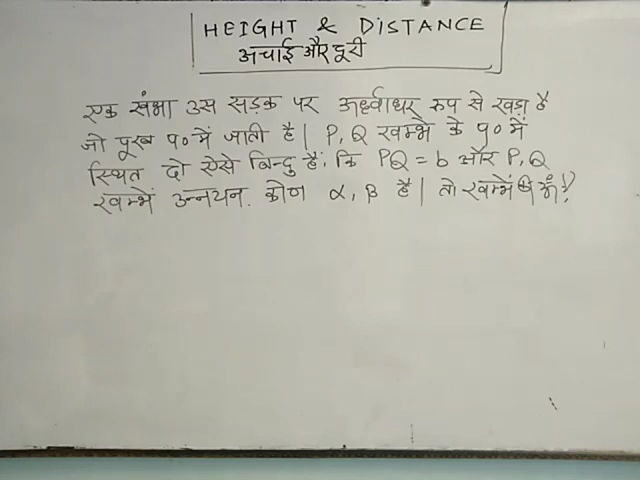 HEIGHT & DISTANCE
अचाई और दूरी
एक खंभा उस सड़क पर ऊर्ध्वाधर रुप से खड़ा है
जो पूरब प० में जाती है | P, Q खम्भे के प० में
स्थित दो ऐसे बिन्दु हैं, कि PQ = b और P, Q
खम्भें उन्नयन कोण α, β है | तो खम्भें की ऊँ?